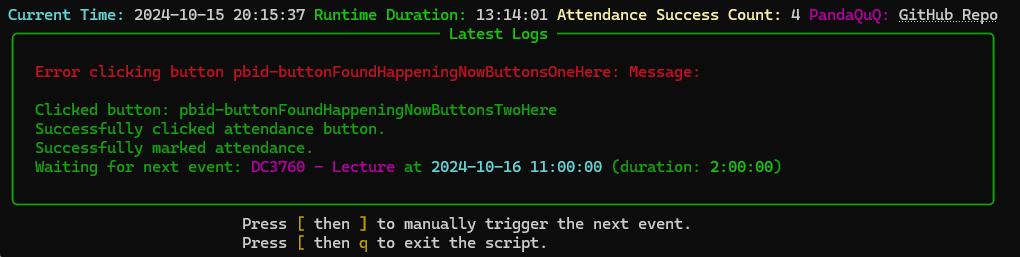 Current Time: 2024-10-15 20:15:37 Runtime Duration: 13:14:01 Attendance Success Count: 4 PandaQuQ: GitHub Repo
Latest Logs
Error clicking button pbid-buttonFoundHappeningNowButtonsOneHere: Message:
Clicked button: pbid-buttonFoundHappeningNowButtonsTwoHere
Successfully clicked attendance button.
Successfully marked attendance.
Waiting for next event: DC3760 - Lecture at 2024-10-16 11:00:00 (duration: 2:00:00)
Press [ then ] to manually trigger the next event.
Press [ then q to exit the script.